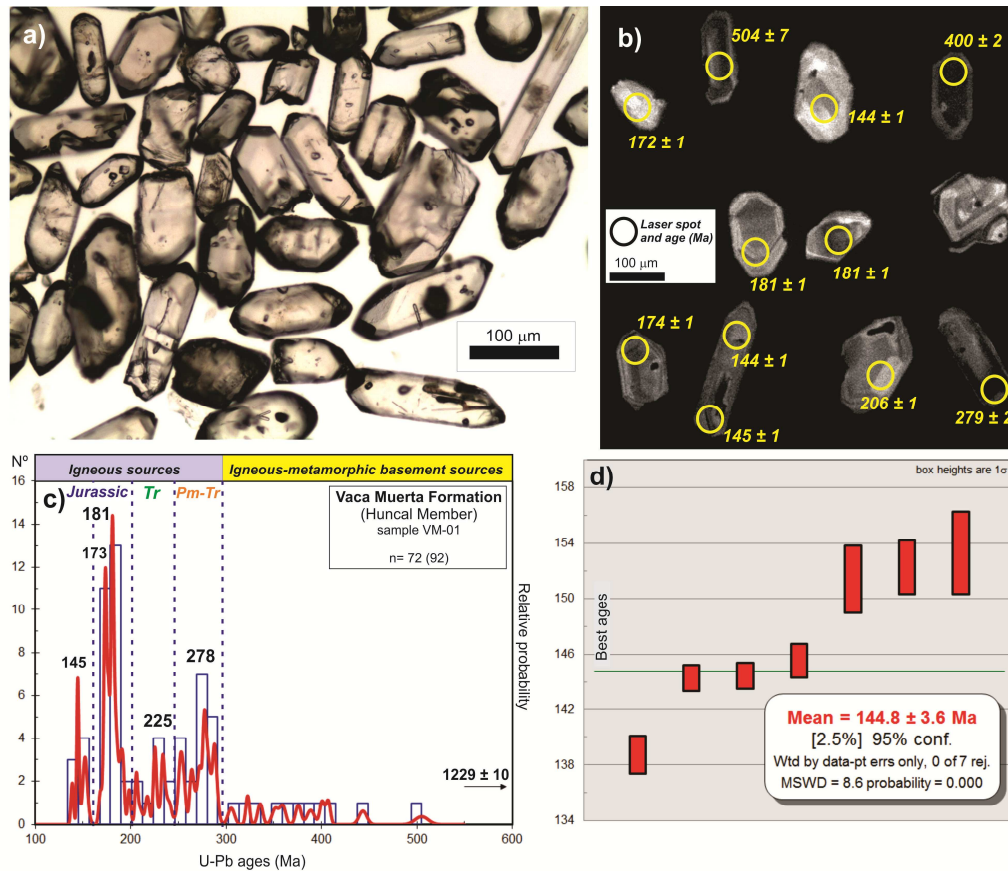 a)
100 μm
b)
504 ± 7
400 ± 2
172 ± 1
144 ± 1
Laser spot
and age (Ma)
100 μm
181 ± 1
181 ± 1
174 ± 1
144 ± 1
145 ± 1
206 ± 1
279 ± 2
Nº
Igneous sources
Igneous-metamorphic basement sources
16
14
12
10
8
6
4
2
0
c)
Jurassic
Tr
Pm-Tr
181
173
145
225
278
Vaca Muerta Formation
(Huncal Member)
sample VM-01
n= 72 (92)
1229 ± 10
Relative probability
100
200
300
400
500
600
U-Pb ages (Ma)
d)
box heights are 1σ
158
154
150
146
142
138
134
Best ages
Mean = 144.8 ± 3.6 Ma
[2.5%] 95% conf.
Wtd by data-pt errs only, 0 of 7 rej.
MSWD = 8.6 probability = 0.000